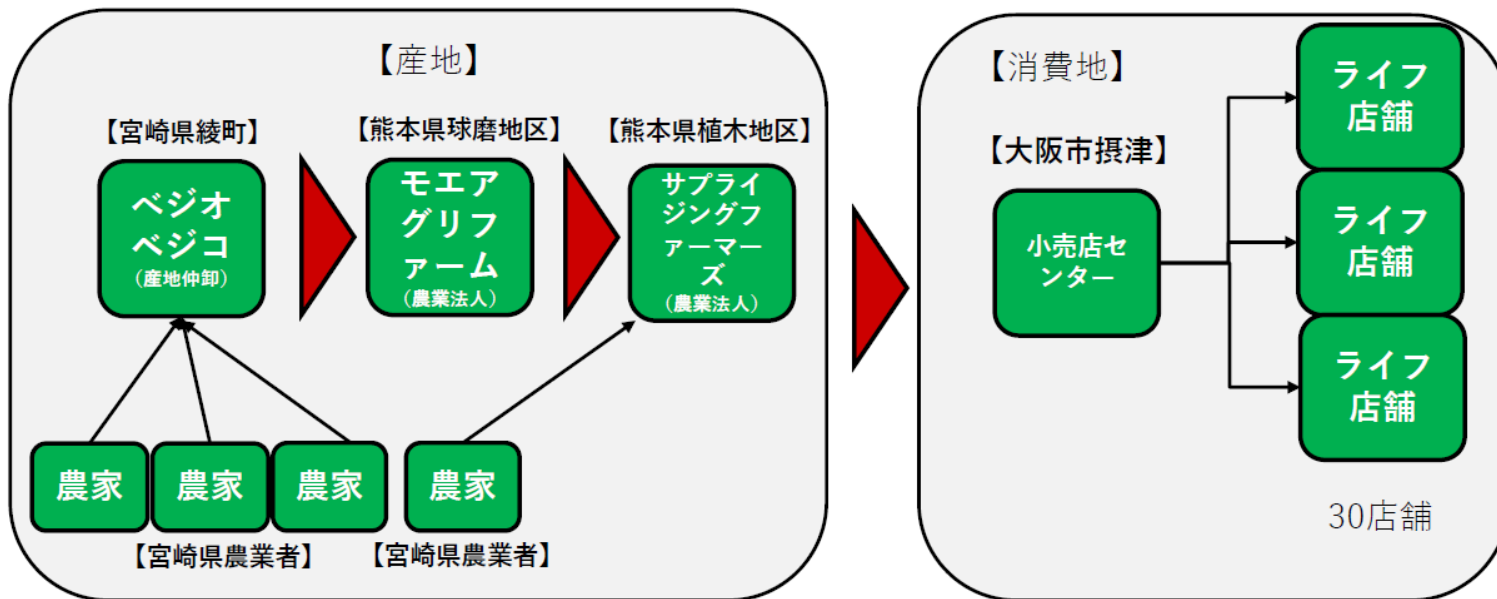 【産地】
【宮崎県綾町】
ベジオ
ベジコ
（産地仲卸）
【熊本県球磨地区】
モエア
グリフ
ァーム
（農業法人）
【熊本県植木地区】
サプライ
ジングフ
ァーマー
ズ
（農業法人）
農家
農家
農家
【宮崎県農業者】
農家
【宮崎県農業者】
【消費地】
【大阪市摂津】
小売店セ
ンター
ライフ
店舗
ライフ
店舗
ライフ
店舗
30店舗